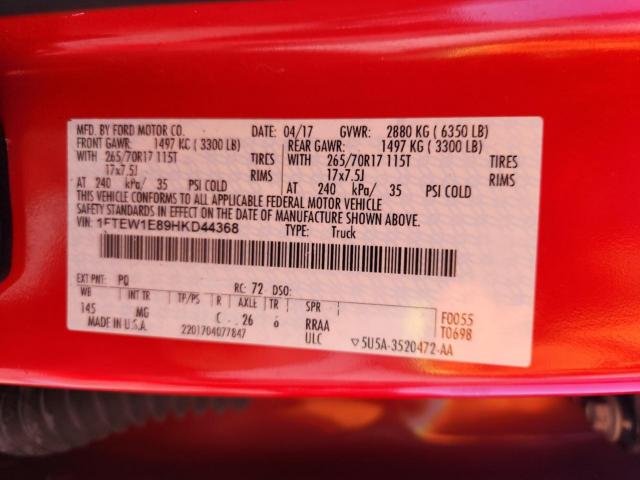 MFD. BY FORD MOTOR CO. DATE: 04/17 GVWR: 2880 KG ( 6350 LB)
FRONT GAWR: 1497 KG ( 3300 LB) REAR GAWR: 1497 KG ( 3300 LB)
WITH 265/70R17 115T TIRES WITH 265/70R17 115T TIRES
17x7.5J RIMS 17x7.5J RIMS
AT 240 kPa/ 35 PSI COLD AT 240 kPa/ 35 PSI COLD
THIS VEHICLE CONFORMS TO ALL APPLICABLE FEDERAL MOTOR VEHICLE
SAFETY STANDARDS IN EFFECT ON THE DATE OF MANUFACTURE SHOWN ABOVE.
VIN: 1FTEW1E89HKD44368 TYPE: Truck
EXT PNT: PQ RC: 72 DSO:
WB INT TR TP/PS R AXLE TR SPR
145 MG C 26 6 RRAA F0055
MADE IN U.S.A. 2201704077847 ULC T0698
5U5A-3520472-AA